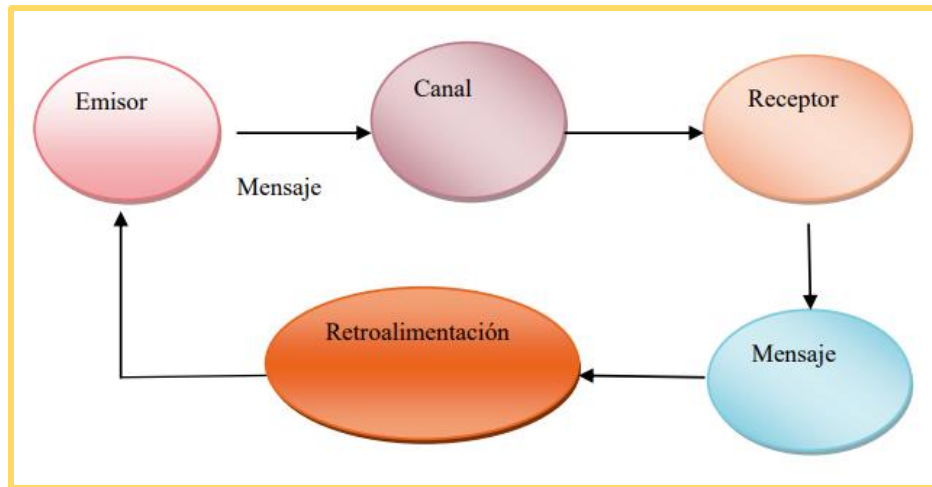 Emisor
Canal
Receptor
Mensaje
Retroalimentación
Mensaje